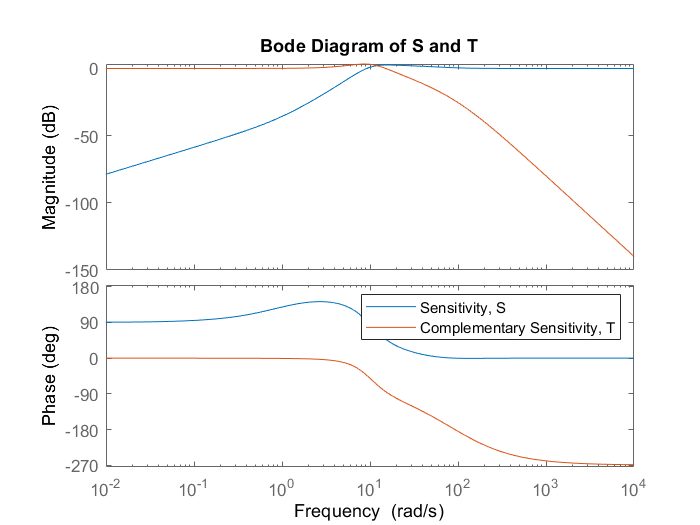 Bode Diagram of S and T
Magnitude (dB)
0
-50
-100
-150
Phase (deg)
180
90
0
-90
-180
-270
Sensitivity, S
Complementary Sensitivity, T
10^-2 10^-1 10^0 10^1 10^2 10^3 10^4
Frequency (rad/s)